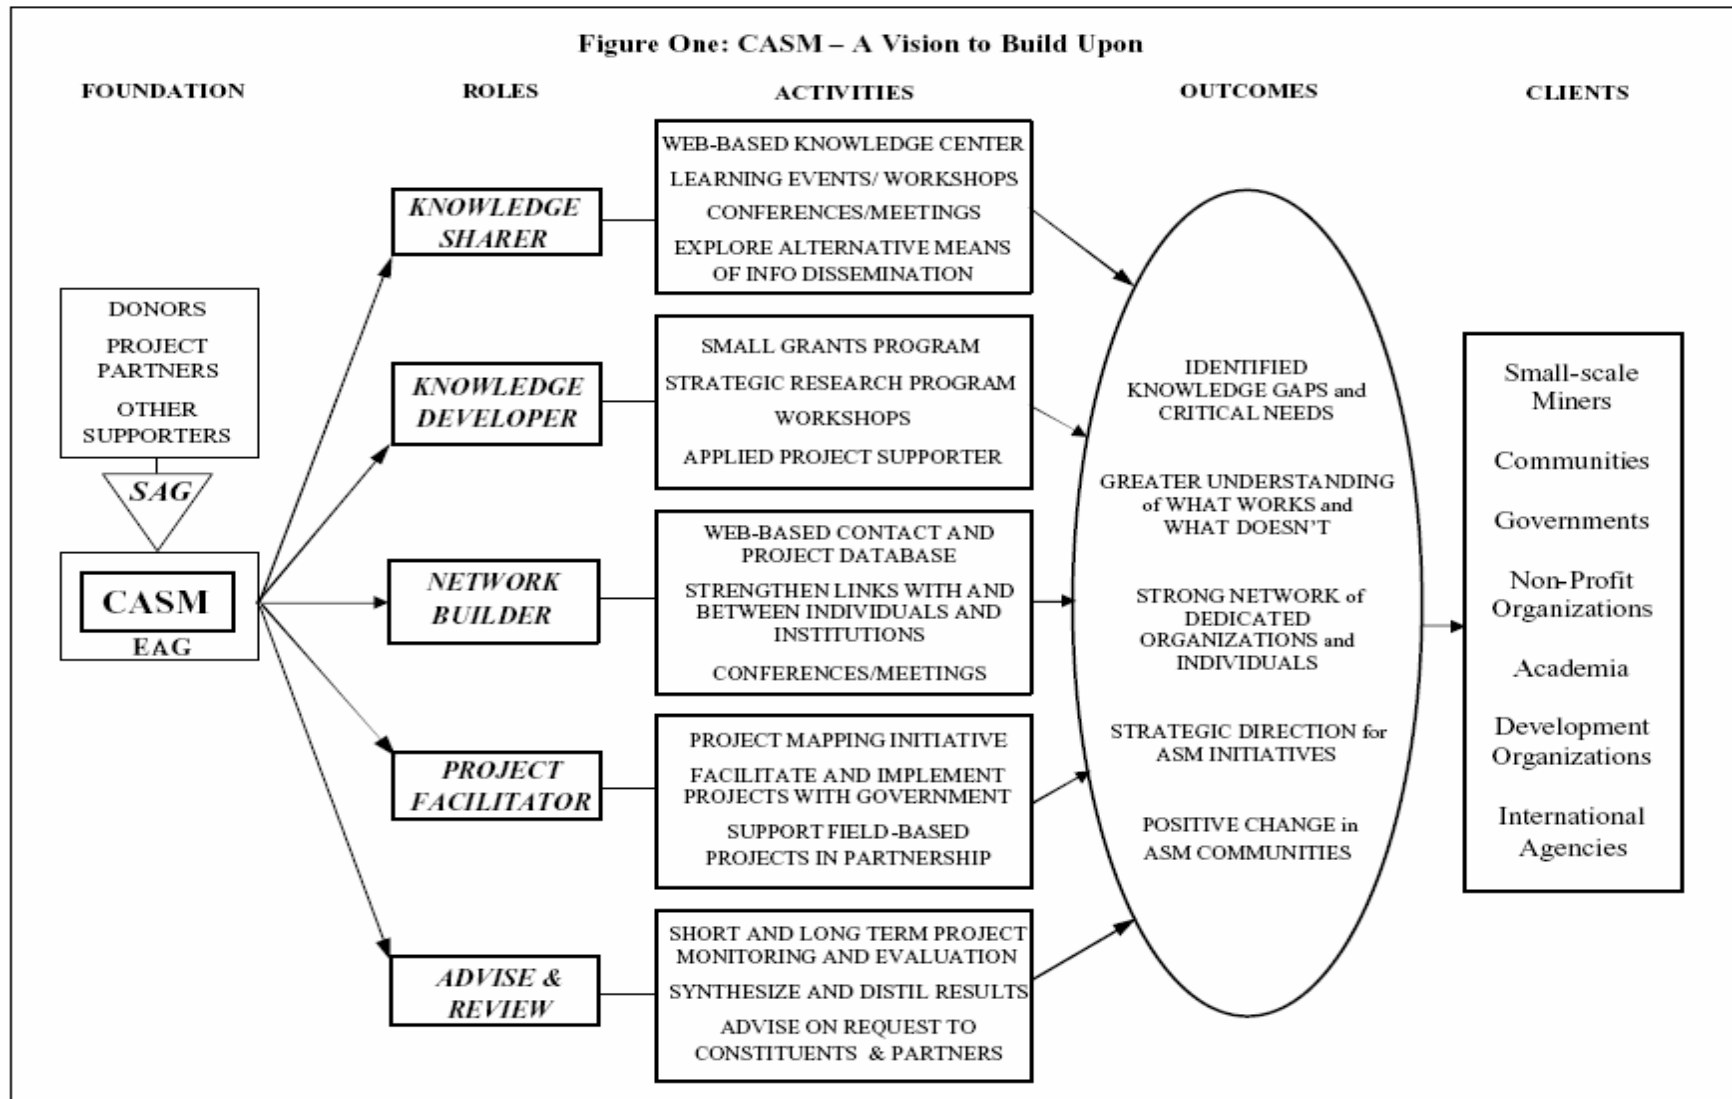 Figure One: CASM – A Vision to Build Upon
FOUNDATION
ROLES
ACTIVITIES
OUTCOMES
CLIENTS
DONORS
PROJECT
PARTNERS
OTHER
SUPPORTERS
SAG
CASM
EAG
KNOWLEDGE
SHARER
KNOWLEDGE
DEVELOPER
NETWORK
BUILDER
PROJECT
FACILITATOR
ADVISE &
REVIEW
WEB-BASED KNOWLEDGE CENTER
LEARNING EVENTS/ WORKSHOPS
CONFERENCES/MEETINGS
EXPLORE ALTERNATIVE MEANS
OF INFO DISSEMINATION
SMALL GRANTS PROGRAM
STRATEGIC RESEARCH PROGRAM
WORKSHOPS
APPLIED PROJECT SUPPORTER
WEB-BASED CONTACT AND
PROJECT DATABASE
STRENGTHEN LINKS WITH AND
BETWEEN INDIVIDUALS AND
INSTITUTIONS
CONFERENCES/MEETINGS
PROJECT MAPPING INITIATIVE
FACILITATE AND IMPLEMENT
PROJECTS WITH GOVERNMENT
SUPPORT FIELD-BASED
PROJECTS IN PARTNERSHIP
SHORT AND LONG TERM PROJECT
MONITORING AND EVALUATION
SYNTHESIZE AND DISTIL RESULTS
ADVISE ON REQUEST TO
CONSTITUENTS & PARTNERS
IDENTIFIED
KNOWLEDGE GAPS and
CRITICAL NEEDS
GREATER UNDERSTANDING
of WHAT WORKS and
WHAT DOESN'T
STRONG NETWORK of
DEDICATED
ORGANIZATIONS and
INDIVIDUALS
STRATEGIC DIRECTION for
ASM INITIATIVES
POSITIVE CHANGE in
ASM COMMUNITIES
Small-scale
Miners
Communities
Governments
Non-Profit
Organizations
Academia
Development
Organizations
International
Agencies